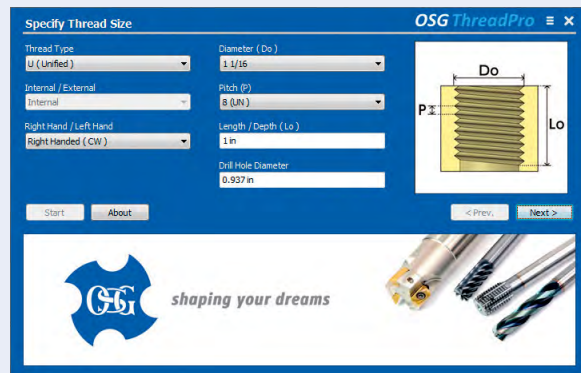 Specify Thread Size
OSG ThreadPro
Thread Type
U ( Unified )
Diameter ( Do )
1 1/16
Internal / External
Internal
Pitch (P)
8 (UN )
Right Hand / Left Hand
Right Handed ( CW )
Length / Depth ( Lo )
1 in
Drill Hole Diameter
0.937 in
Do
P
Lo
Start
About
< Prev.
Next >
OSG
shaping your dreams